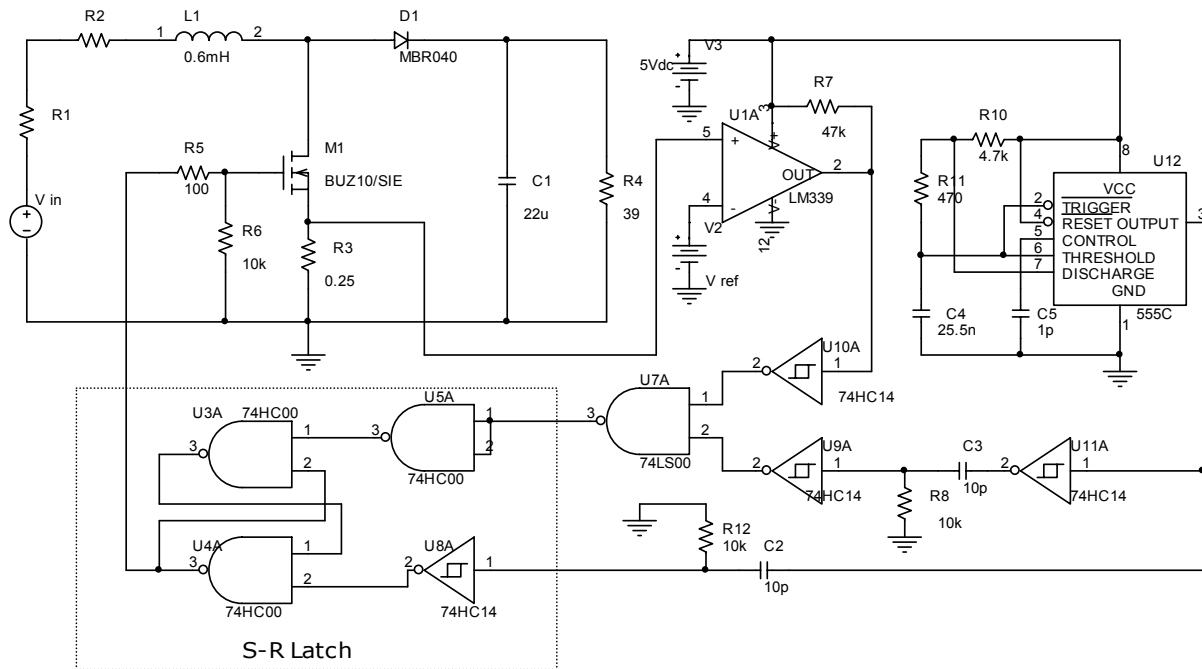 R2
L1
1
2
0.6mH
D1
MBR040
R1
V in
R5
100
R6
10k
M1
BUZ10/SIE
R3
0.25
C1
22u
R4
39
V3
5Vdc
R7
47k
U1A
3
V+
5
+
OUT
2
4
-
V-
LM339
12
V2
V ref
R10
4.7k
R11
470
8
U12
VCC
2
TRIGGER
4
RESET OUTPUT
3
5
CONTROL
6
THRESHOLD
7
DISCHARGE
GND
1
555C
C4
25.5n
C5
1p
U10A
2
1
74HC14
U7A
3
1
2
74LS00
U9A
2
1
74HC14
C3
10p
R8
10k
U11A
2
1
74HC14
U3A
74HC00
3
1
2
U5A
3
1
2
74HC00
U4A
3
1
2
74HC00
U8A
2
1
74HC14
R12
10k
C2
10p
S-R Latch